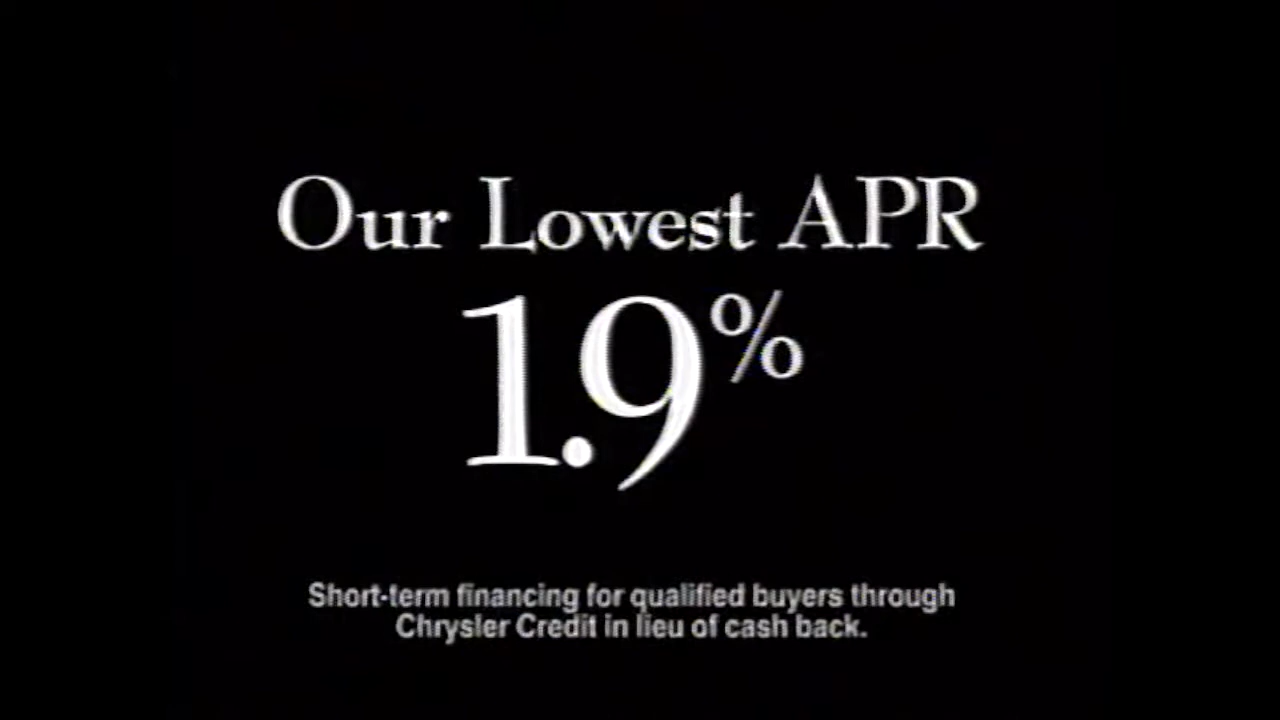 Our Lowest APR
1.9%
Short-term financing for qualified buyers through
Chrysler Credit in lieu of cash back.